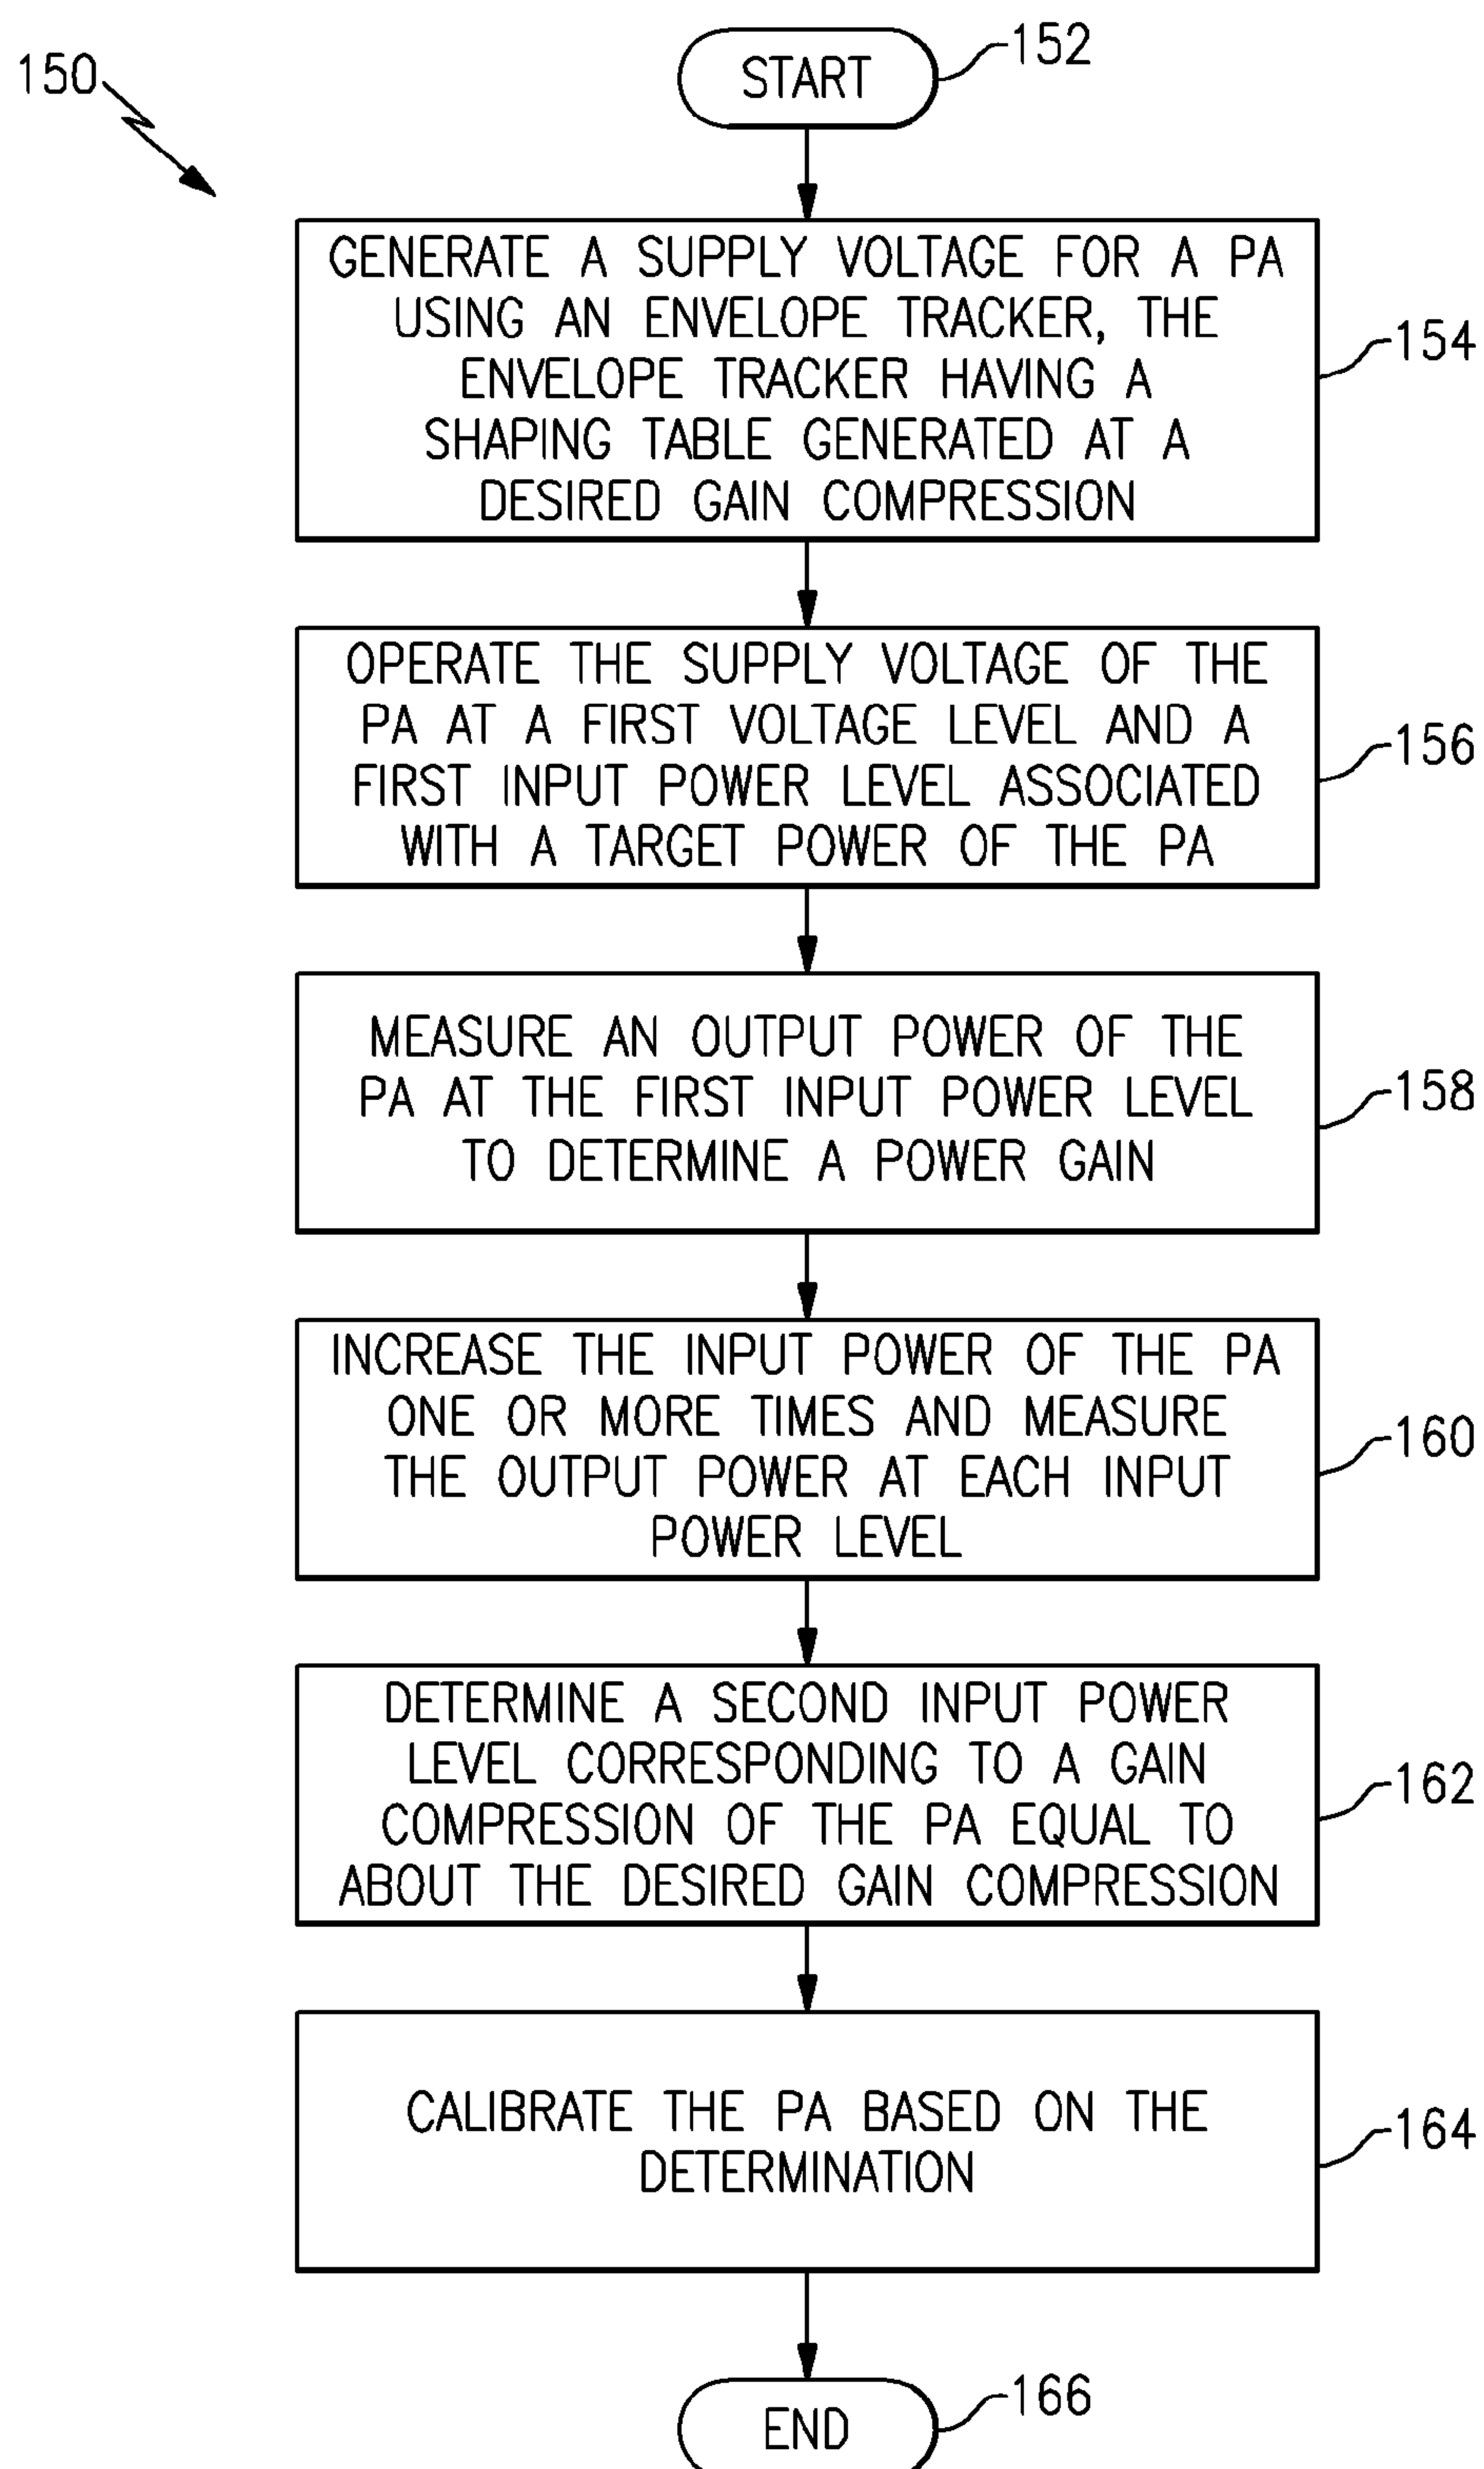 150
START
152
GENERATE A SUPPLY VOLTAGE FOR A PA
USING AN ENVELOPE TRACKER, THE
ENVELOPE TRACKER HAVING A
SHAPING TABLE GENERATED AT A
DESIRED GAIN COMPRESSION
154
OPERATE THE SUPPLY VOLTAGE OF THE
PA AT A FIRST VOLTAGE LEVEL AND A
FIRST INPUT POWER LEVEL ASSOCIATED
WITH A TARGET POWER OF THE PA
156
MEASURE AN OUTPUT POWER OF THE
PA AT THE FIRST INPUT POWER LEVEL
TO DETERMINE A POWER GAIN
158
INCREASE THE INPUT POWER OF THE PA
ONE OR MORE TIMES AND MEASURE
THE OUTPUT POWER AT EACH INPUT
POWER LEVEL
160
DETERMINE A SECOND INPUT POWER
LEVEL CORRESPONDING TO A GAIN
COMPRESSION OF THE PA EQUAL TO
ABOUT THE DESIRED GAIN COMPRESSION
162
CALIBRATE THE PA BASED ON THE
DETERMINATION
164
END
166